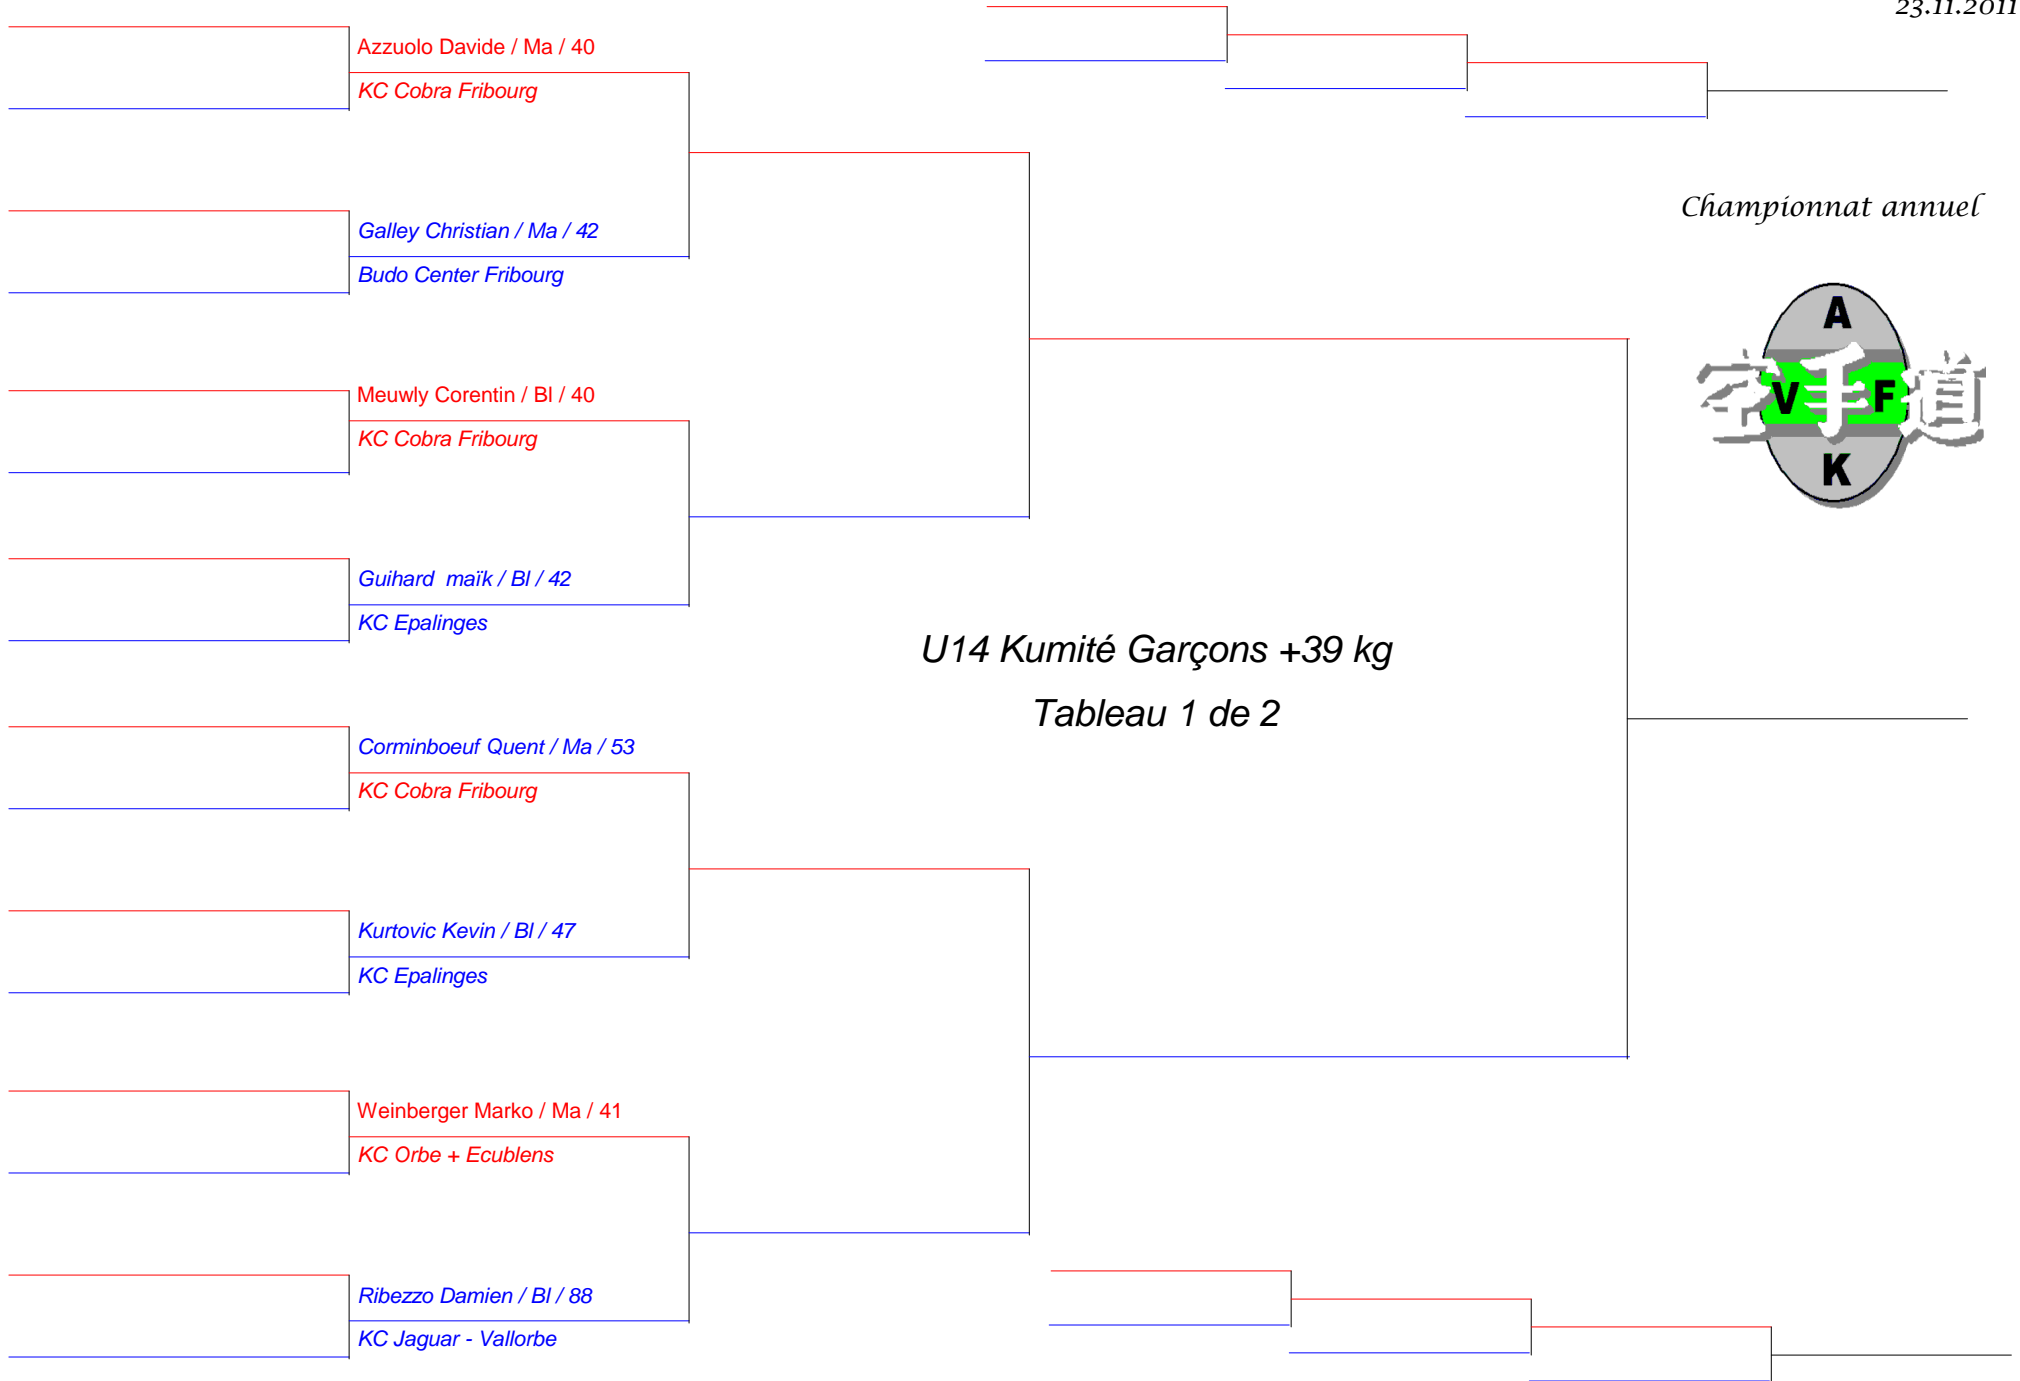 23.11.2011
Azzuolo Davide / Ma / 40
KC Cobra Fribourg
Championnat annuel
Galley Christian / Ma / 42
Budo Center Fribourg
A
空手道
V F
K
Meuwly Corentin / Bl / 40
KC Cobra Fribourg
Guihard  maïk / Bl / 42
KC Epalinges
U14 Kumité Garçons +39 kg
Tableau 1 de 2
Corminboeuf Quent / Ma / 53
KC Cobra Fribourg
Kurtovic Kevin / Bl / 47
KC Epalinges
Weinberger Marko / Ma / 41
KC Orbe + Ecublens
Ribezzo Damien / Bl / 88
KC Jaguar - Vallorbe